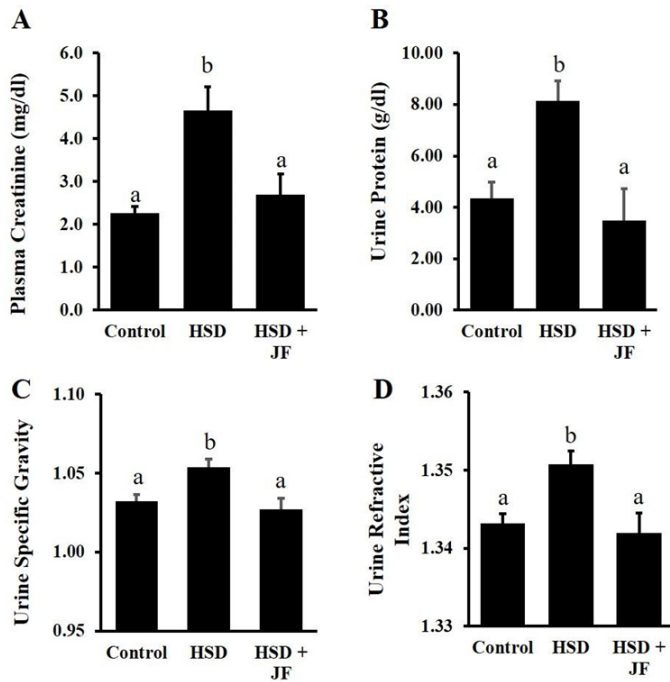 A
Plasma Creatinine (mg/dl)
6.0
5.0
4.0
3.0
2.0
1.0
0.0
a
b
a
Control
HSD
HSD +
JF
B
Urine Protein (g/dl)
10.00
8.00
6.00
4.00
2.00
0.00
a
b
a
Control
HSD
HSD +
JF
C
Urine Specific Gravity
1.10
1.05
1.00
0.95
a
b
a
Control
HSD
HSD +
JF
D
Urine Refractive
Index
1.36
1.35
1.34
1.33
a
b
a
Control
HSD
HSD +
JF